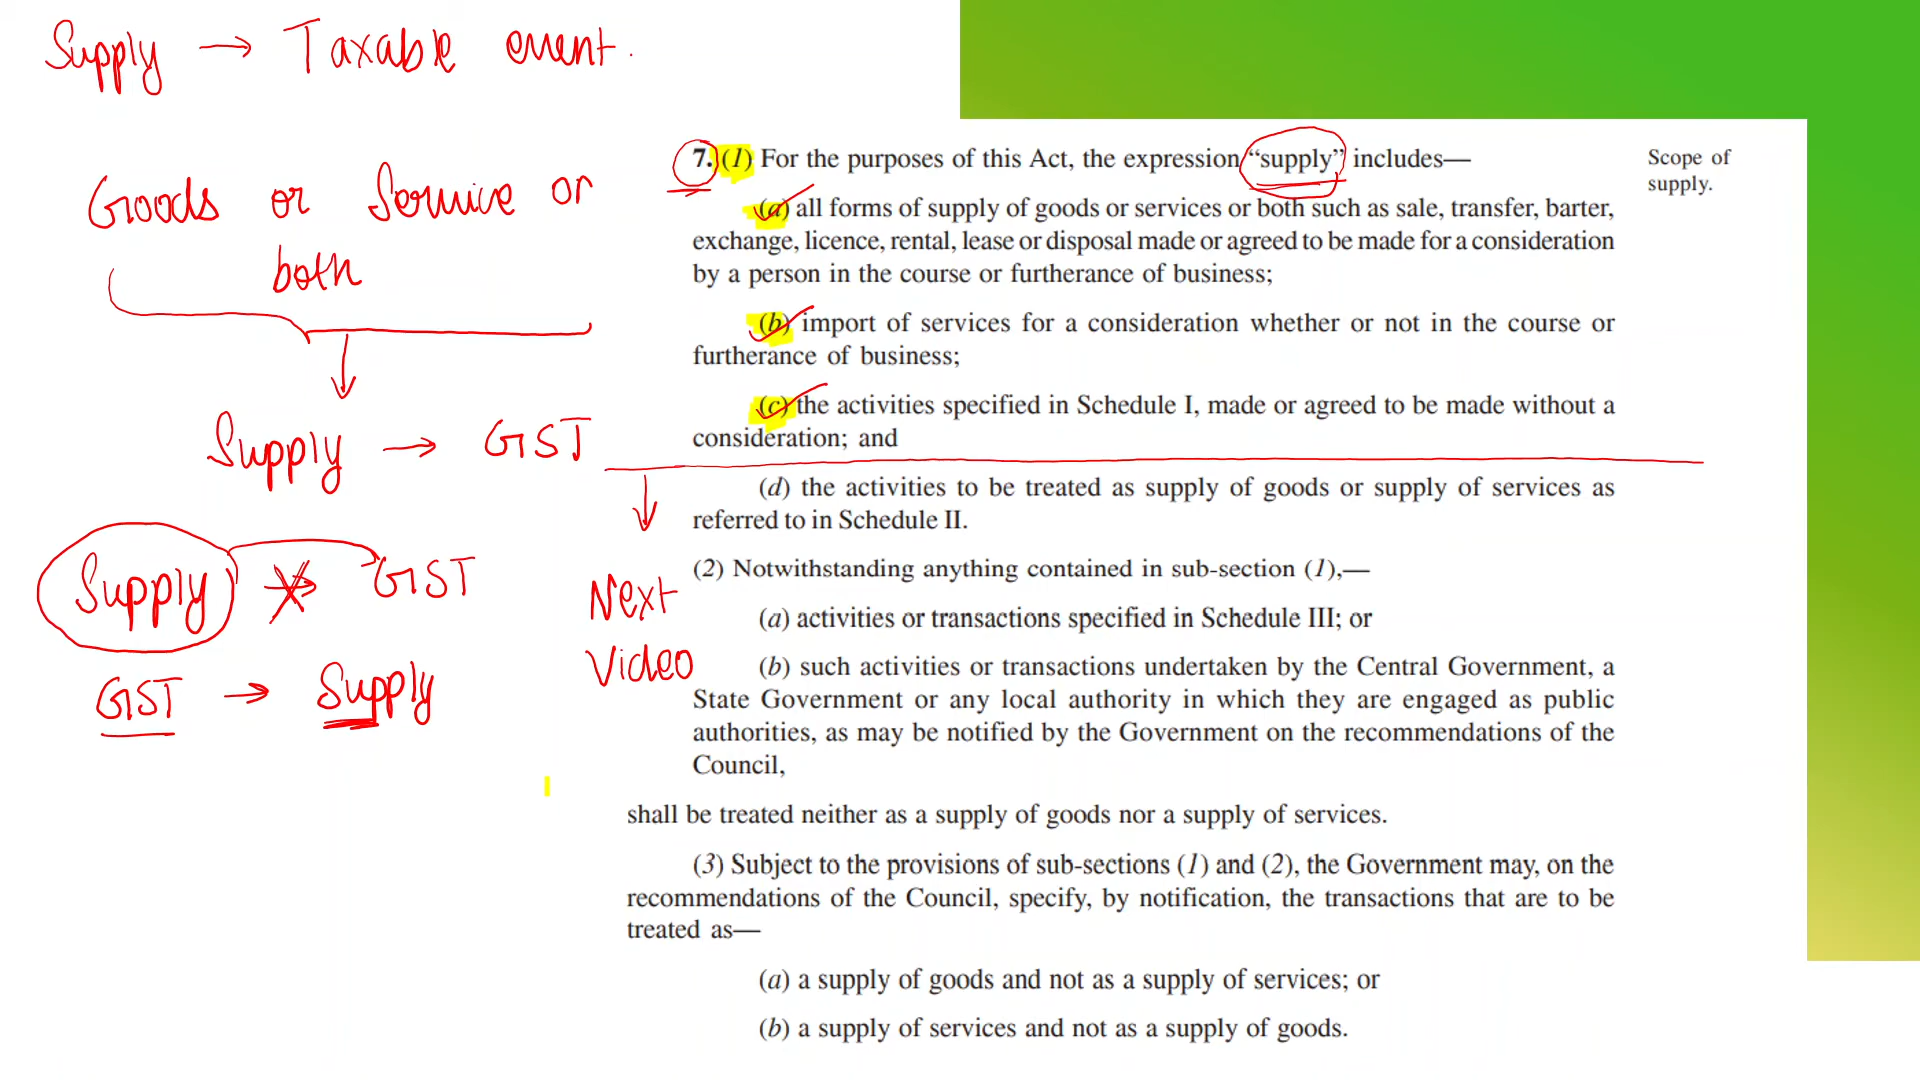 Supply → Taxable event.
Goods or Service or
both
Supply → GST
Supply → GST
GST → Supply
Next
Video
7. (1) For the purposes of this Act, the expression “supply” includes—
Scope of
supply.
(a) all forms of supply of goods or services or both such as sale, transfer, barter,
exchange, licence, rental, lease or disposal made or agreed to be made for a consideration
by a person in the course or furtherance of business;
(b) import of services for a consideration whether or not in the course or
furtherance of business;
(c) the activities specified in Schedule I, made or agreed to be made without a
consideration; and
(d) the activities to be treated as supply of goods or supply of services as
referred to in Schedule II.
(2) Notwithstanding anything contained in sub-section (1),—
(a) activities or transactions specified in Schedule III; or
(b) such activities or transactions undertaken by the Central Government, a
State Government or any local authority in which they are engaged as public
authorities, as may be notified by the Government on the recommendations of the
Council,
shall be treated neither as a supply of goods nor a supply of services.
(3) Subject to the provisions of sub-sections (1) and (2), the Government may, on the
recommendations of the Council, specify, by notification, the transactions that are to be
treated as—
(a) a supply of goods and not as a supply of services; or
(b) a supply of services and not as a supply of goods.